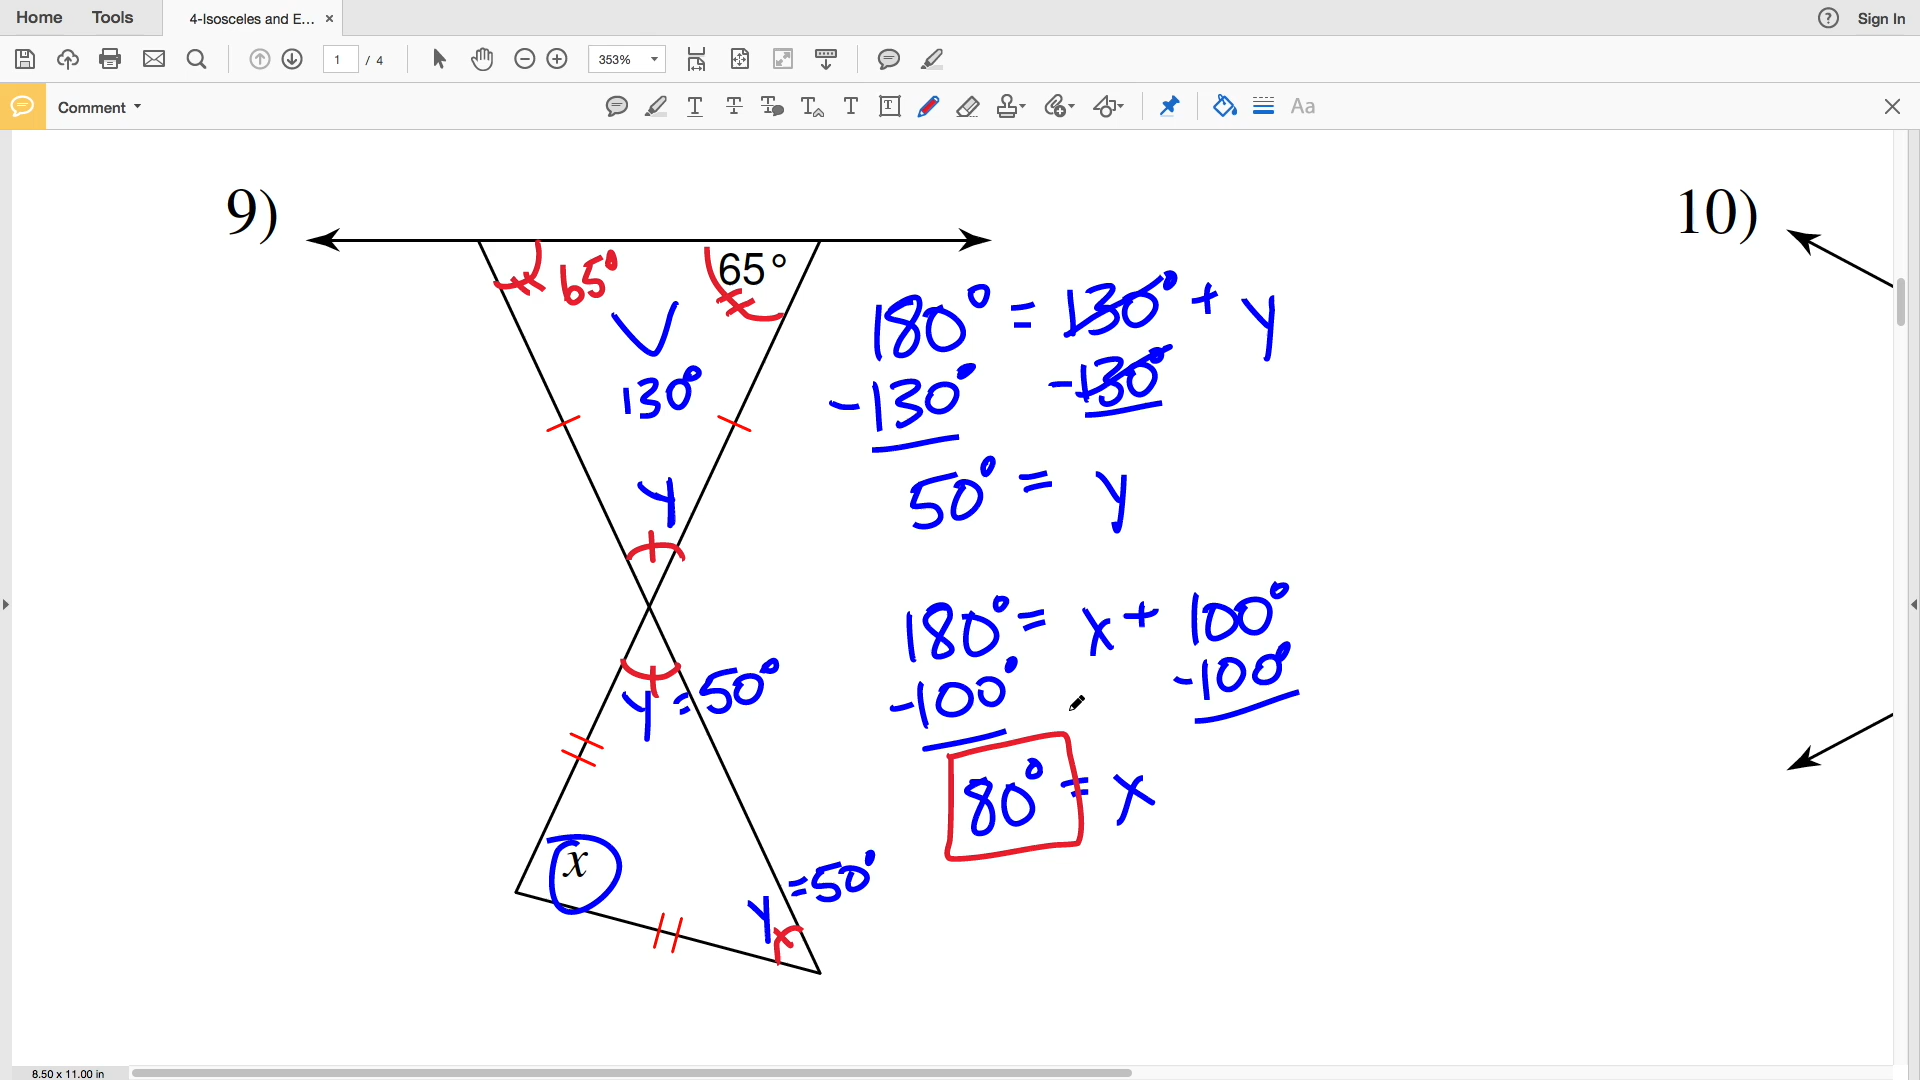 Home Tools 4-Isosceles and E... × ? Sign In
1 / 4 353%
Comment Aa
9) 10)
65° 65°
130°
180° = 130° + y
-130° -130°
50° = y
y
y = 50°
180° = x + 100°
-100° -100°
80° = x
x
y = 50°
8.50 x 11.00 in